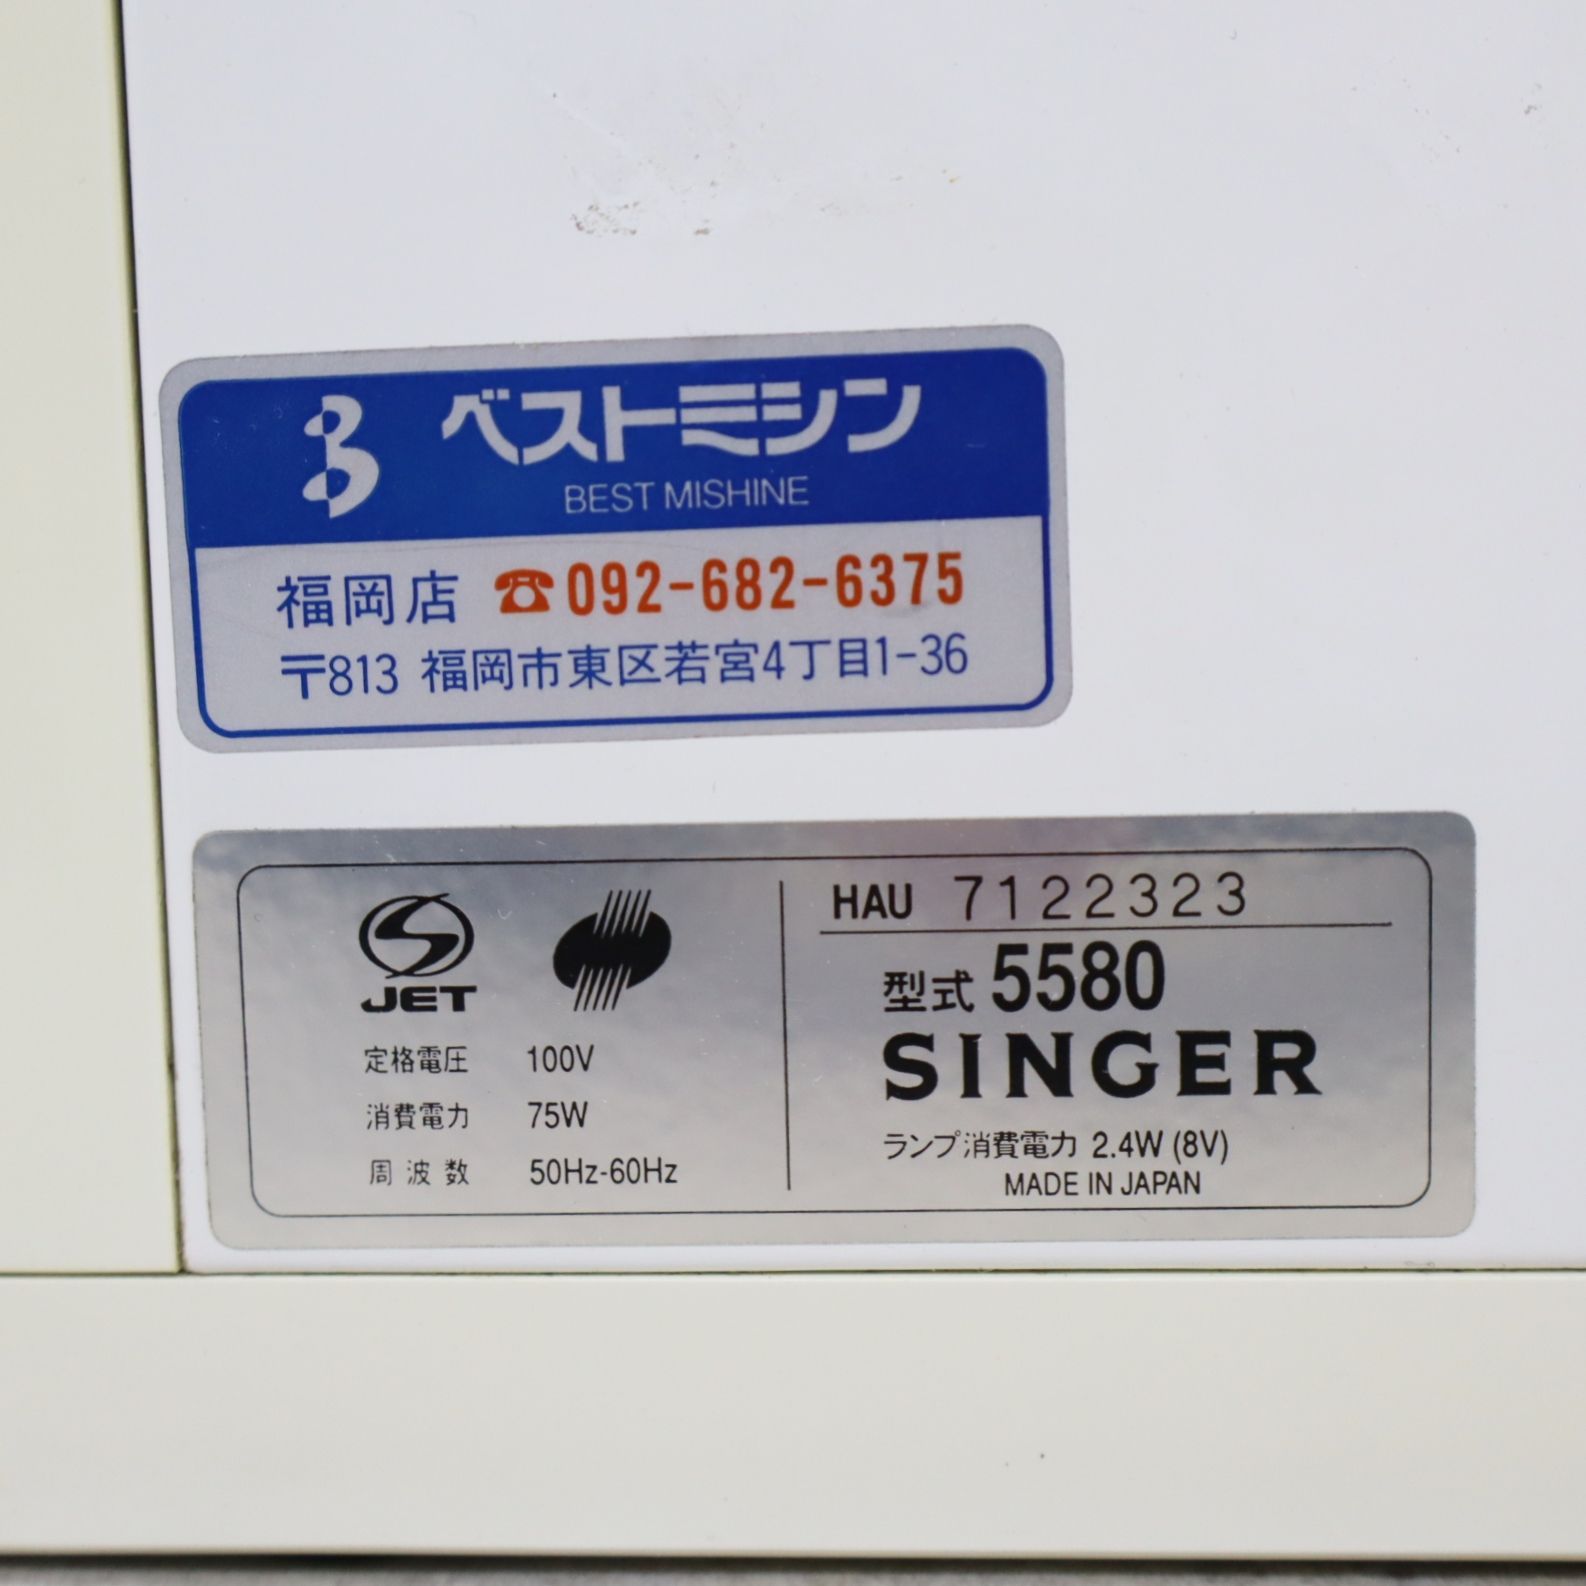 ベストミシン
BEST MISHINE
福岡店 ☎092-682-6375
〒813 福岡市東区若宮4丁目1-36
JET
定格電圧 100V
消費電力 75W
周波数 50Hz-60Hz
HAU 7122323
型式 5580
SINGER
ランプ消費電力 2.4W (8V)
MADE IN JAPAN